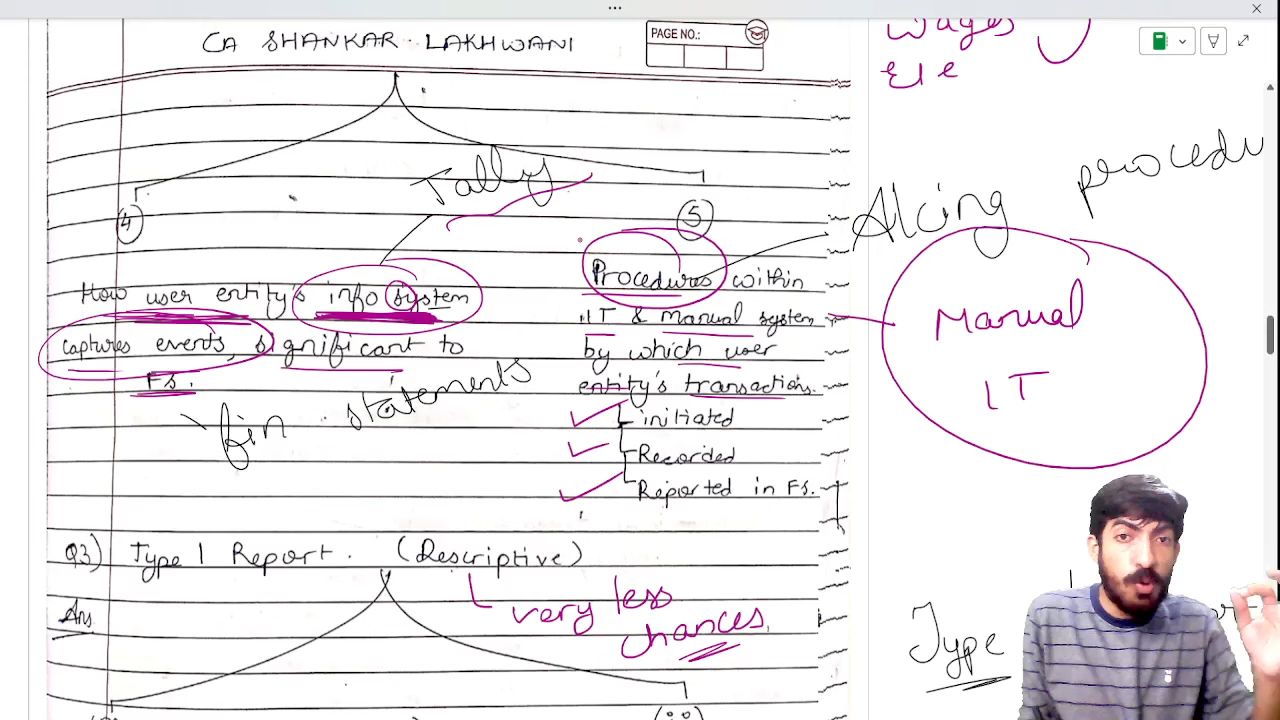 CA SHANKAR LAKHWANI
PAGE NO.:
Wages
Ele
Tally
procedu
Alcing
④
⑤
How user entity's info system
captures events, significant to
FS.
fin statements
Procedures within
IT & manual system
by which user
entity's transactions.
initiated
Recorded
Reported in FS.
Manual
IT
Q3) Type 1 Report. (Descriptive)
very less
chances.
Ans
Type